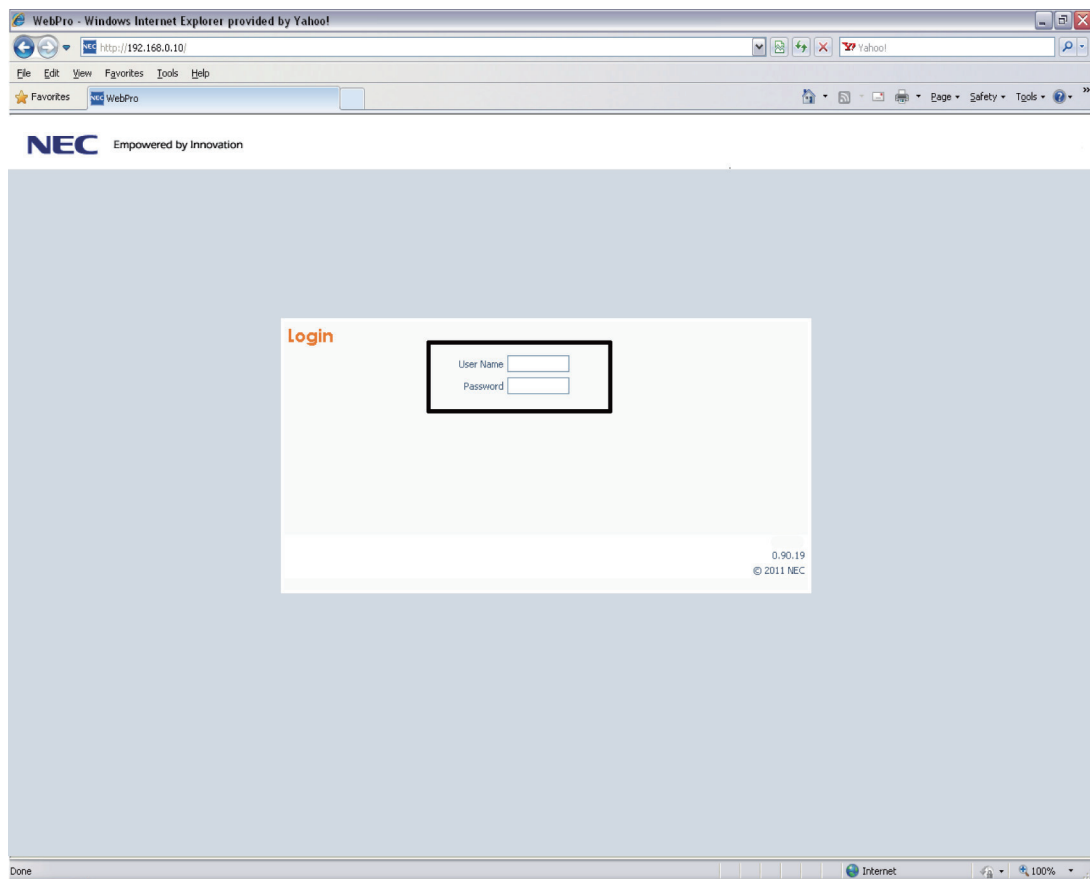 WebPro - Windows Internet Explorer provided by Yahoo!
NEC http://192.168.0.10/ Yahoo!
File Edit View Favorites Tools Help
Favorites NEC WebPro Page Safety Tools »
NEC Empowered by Innovation
Login
User Name
Password
0.90.19
© 2011 NEC
Done Internet 100%